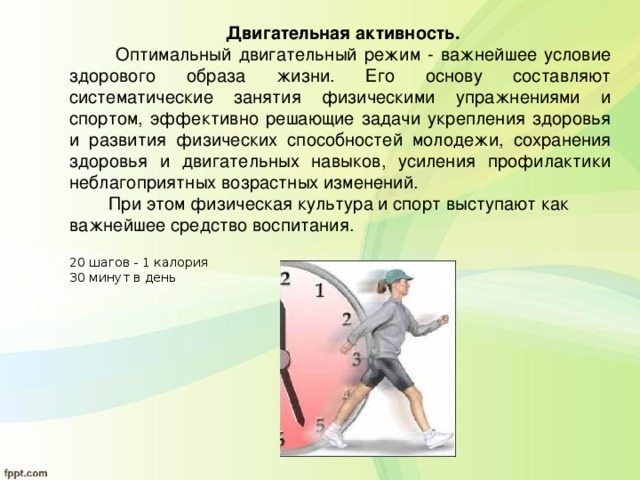 Двигательная активность.
Оптимальный двигательный режим - важнейшее условие
здорового образа жизни. Его основу составляют
систематические занятия физическими упражнениями и
спортом, эффективно решающие задачи укрепления здоровья
и развития физических способностей молодежи, сохранения
здоровья и двигательных навыков, усиления профилактики
неблагоприятных возрастных изменений.
При этом физическая культура и спорт выступают как
важнейшее средство воспитания.
20 шагов - 1 калория
30 минут в день
12
1
2
3
4
5
6
fppt.com